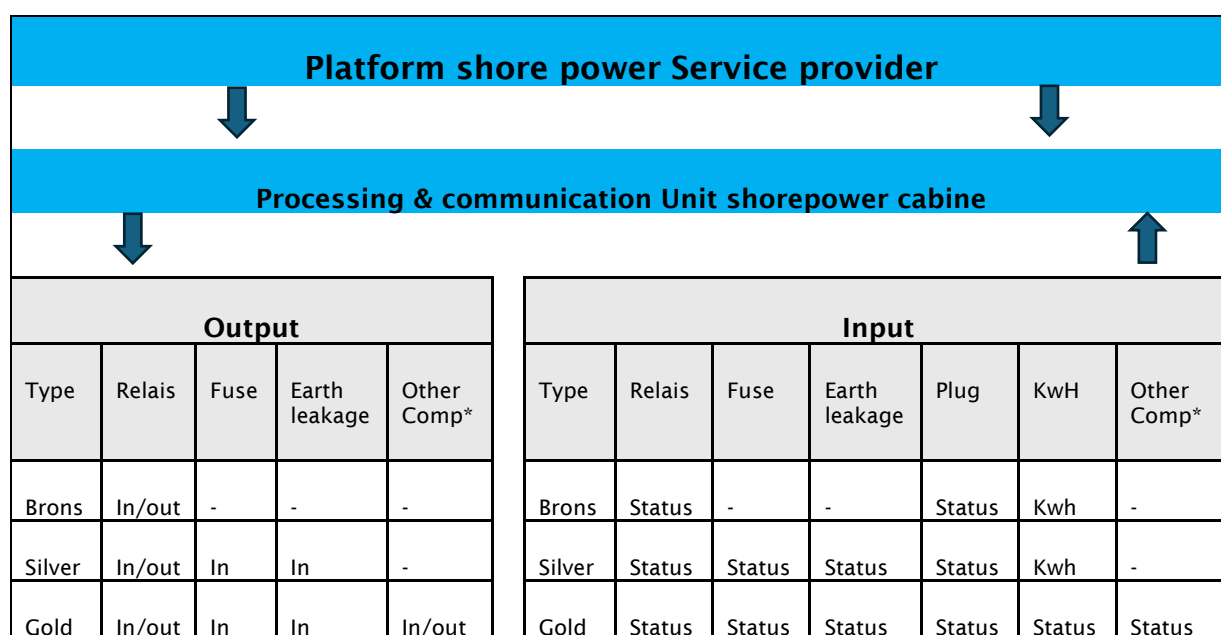 Platform shore power Service provider
Processing & communication Unit shorepower cabine
Output
Type Relais Fuse Earth leakage Other Comp*
Brons In/out - - -
Silver In/out In In -
Gold In/out In In In/out
Input
Type Relais Fuse Earth leakage Plug KwH Other Comp*
Brons Status - - Status Kwh -
Silver Status Status Status Status Kwh -
Gold Status Status Status Status Status Status